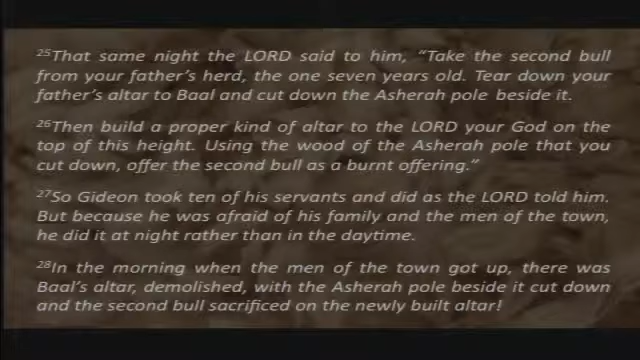 ²⁵That same night the LORD said to him, “Take the second bull
from your father’s herd, the one seven years old. Tear down your
father’s altar to Baal and cut down the Asherah pole beside it.
²⁶Then build a proper kind of altar to the LORD your God on the
top of this height. Using the wood of the Asherah pole that you
cut down, offer the second bull as a burnt offering.”
²⁷So Gideon took ten of his servants and did as the LORD told him.
But because he was afraid of his family and the men of the town,
he did it at night rather than in the daytime.
²⁸In the morning when the men of the town got up, there was
Baal’s altar, demolished, with the Asherah pole beside it cut down
and the second bull sacrificed on the newly built altar!